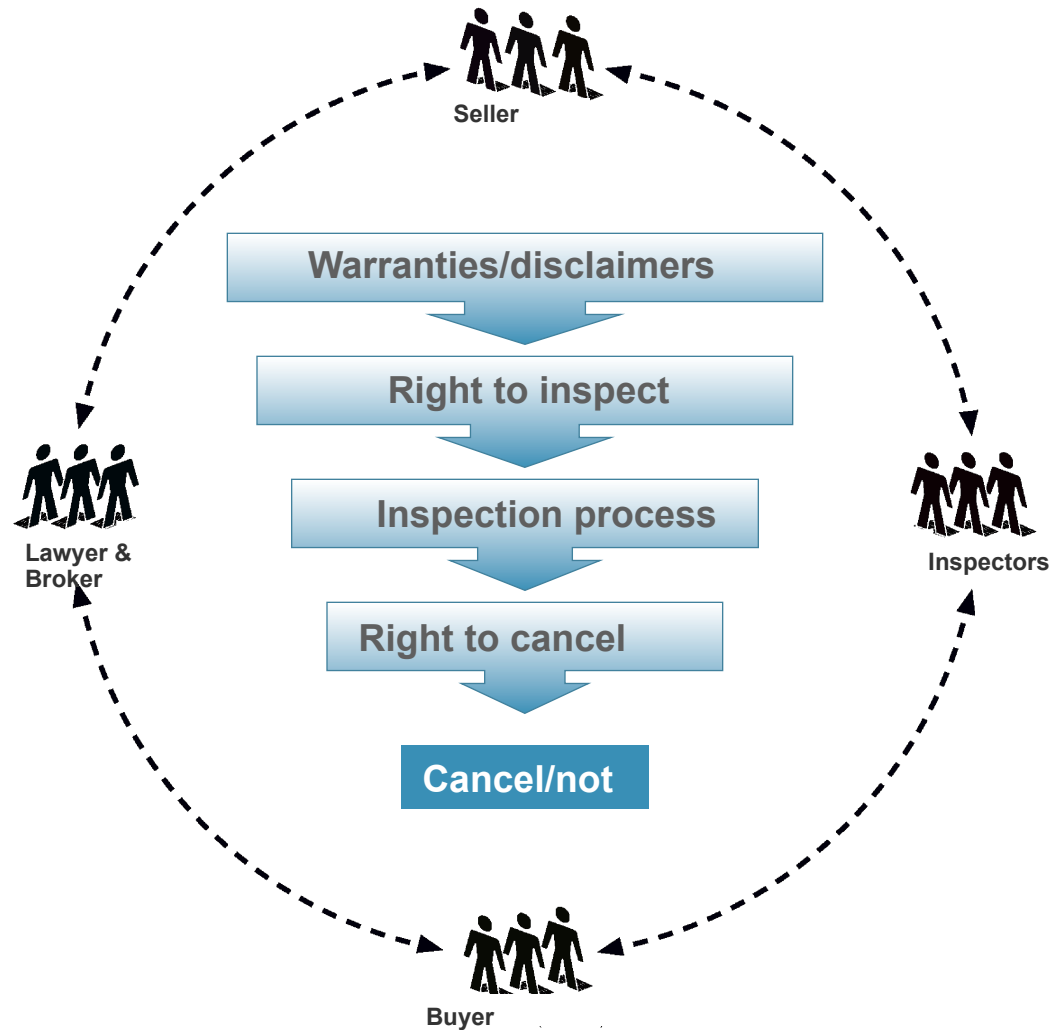 Seller
Warranties/disclaimers
Right to inspect
Inspection process
Lawyer &
Broker
Inspectors
Right to cancel
Cancel/not
Buyer